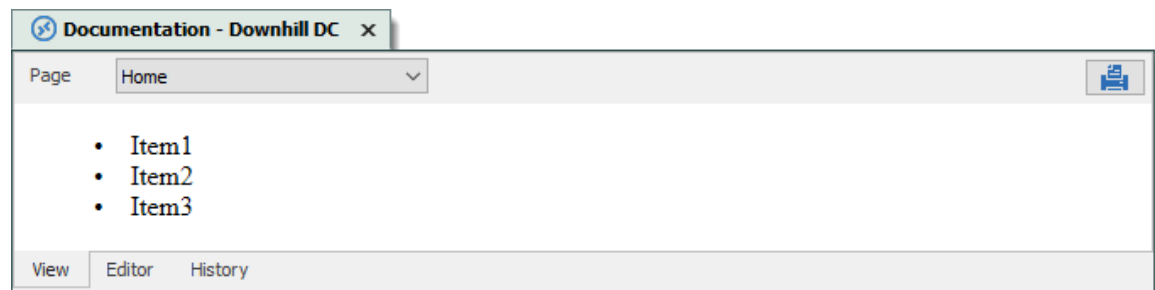 Documentation - Downhill DC x
Page Home
• Item1
• Item2
• Item3
View Editor History